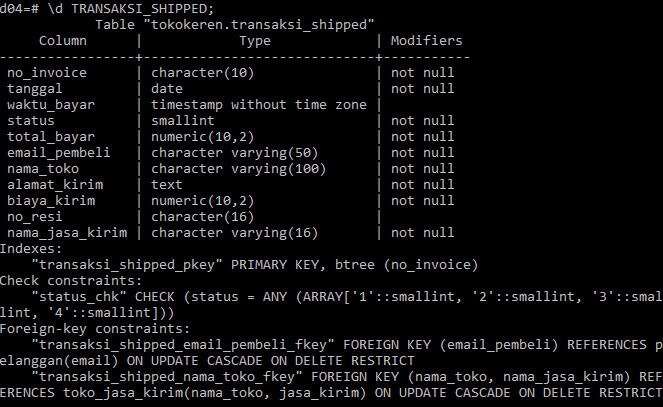 d04=# \d TRANSAKSI_SHIPPED;
            Table "tokokeren.transaksi_shipped"
     Column      |            Type             | Modifiers
-----------------+-----------------------------+-----------
 no_invoice      | character(10)               | not null
 tanggal         | date                        | not null
 waktu_bayar     | timestamp without time zone |
 status          | smallint                    | not null
 total_bayar     | numeric(10,2)               | not null
 email_pembeli   | character varying(50)       | not null
 nama_toko       | character varying(100)      | not null
 alamat_kirim    | text                        | not null
 biaya_kirim     | numeric(10,2)               | not null
 no_resi         | character(16)               |
 nama_jasa_kirim | character varying(16)       | not null
Indexes:
    "transaksi_shipped_pkey" PRIMARY KEY, btree (no_invoice)
Check constraints:
    "status_chk" CHECK (status = ANY (ARRAY['1'::smallint, '2'::smallint, '3'::smal
lint, '4'::smallint]))
Foreign-key constraints:
    "transaksi_shipped_email_pembeli_fkey" FOREIGN KEY (email_pembeli) REFERENCES p
elanggan(email) ON UPDATE CASCADE ON DELETE RESTRICT
    "transaksi_shipped_nama_toko_fkey" FOREIGN KEY (nama_toko, nama_jasa_kirim) REF
ERENCES toko_jasa_kirim(nama_toko, jasa_kirim) ON UPDATE CASCADE ON DELETE RESTRICT